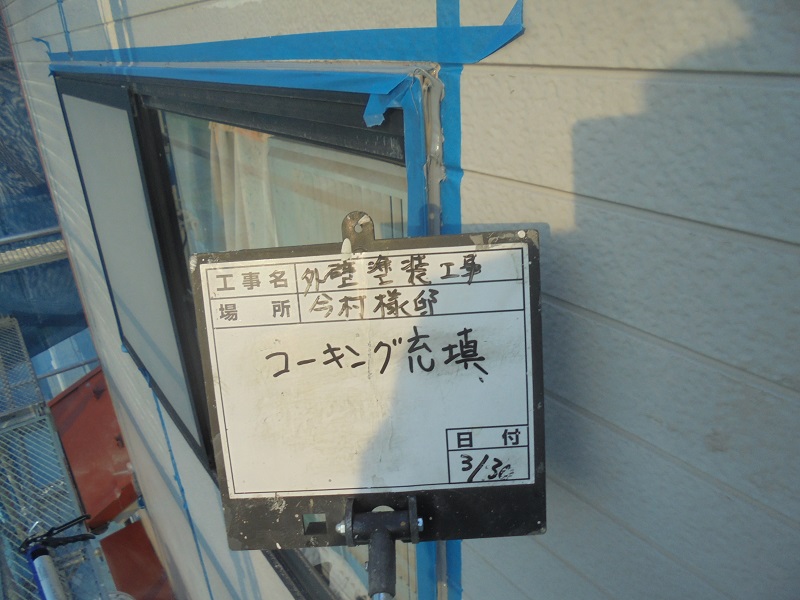 工事名 外壁塗装工事
場所 今村様邸
コーキング充填
日付
3/30